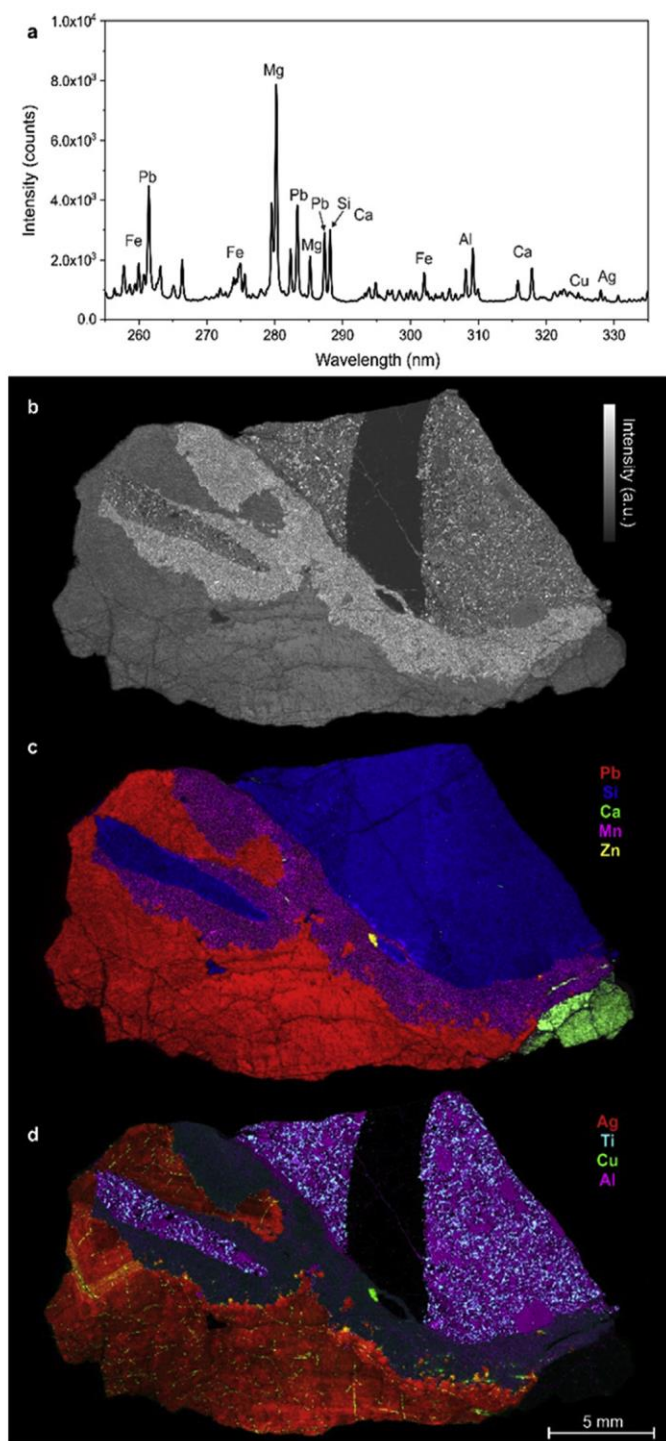 a
1.0x10⁴
8.0x10³
6.0x10³
4.0x10³
2.0x10³
0.0
Intensity (counts)
Fe
Pb
Fe
Mg
Pb
Mg
Pb
Si
Ca
Fe
Al
Ca
Cu
Ag
260 270 280 290 300 310 320 330
Wavelength (nm)
b
Intensity (a.u.)
c
Pb
Si
Ca
Mn
Zn
d
Ag
Ti
Cu
Al
5 mm